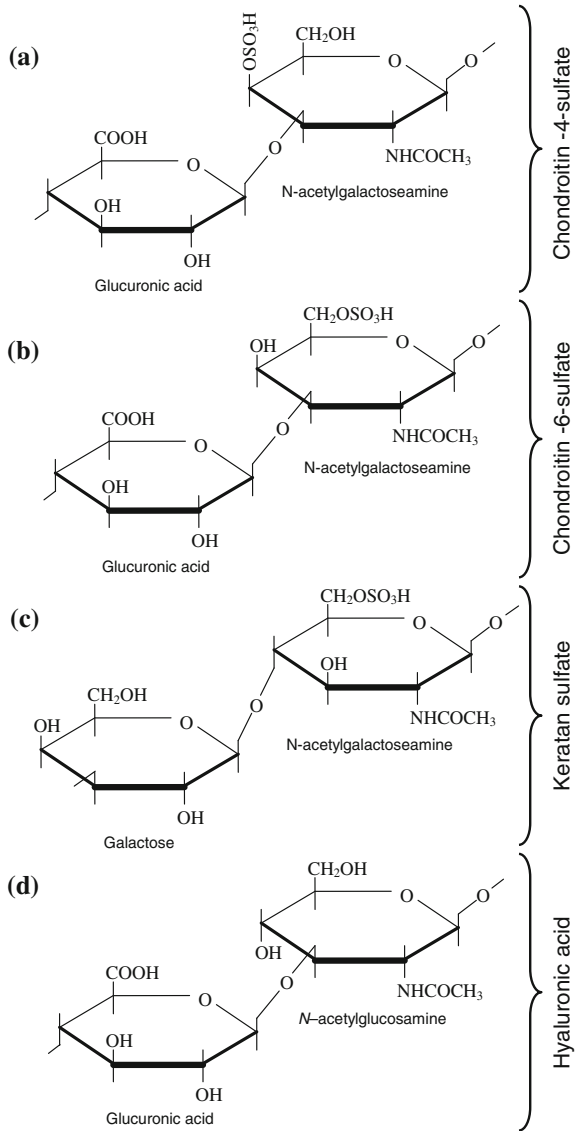 (a)
OSO₃H
CH₂OH
O
O
COOH
O
O
NHCOCH₃
OH
N-acetylgalactoseamine
OH
Glucuronic acid
Chondroitin -4-sulfate
(b)
CH₂OSO₃H
OH
O
O
COOH
O
O
NHCOCH₃
OH
N-acetylgalactoseamine
OH
Glucuronic acid
Chondroitin -6-sulfate
(c)
CH₂OSO₃H
O
O
OH
CH₂OH
O
NHCOCH₃
OH
O
N-acetylgalactoseamine
OH
Galactose
Keratan sulfate
(d)
CH₂OH
O
O
OH
COOH
O
O
NHCOCH₃
OH
N–acetylglucosamine
OH
Glucuronic acid
Hyaluronic acid